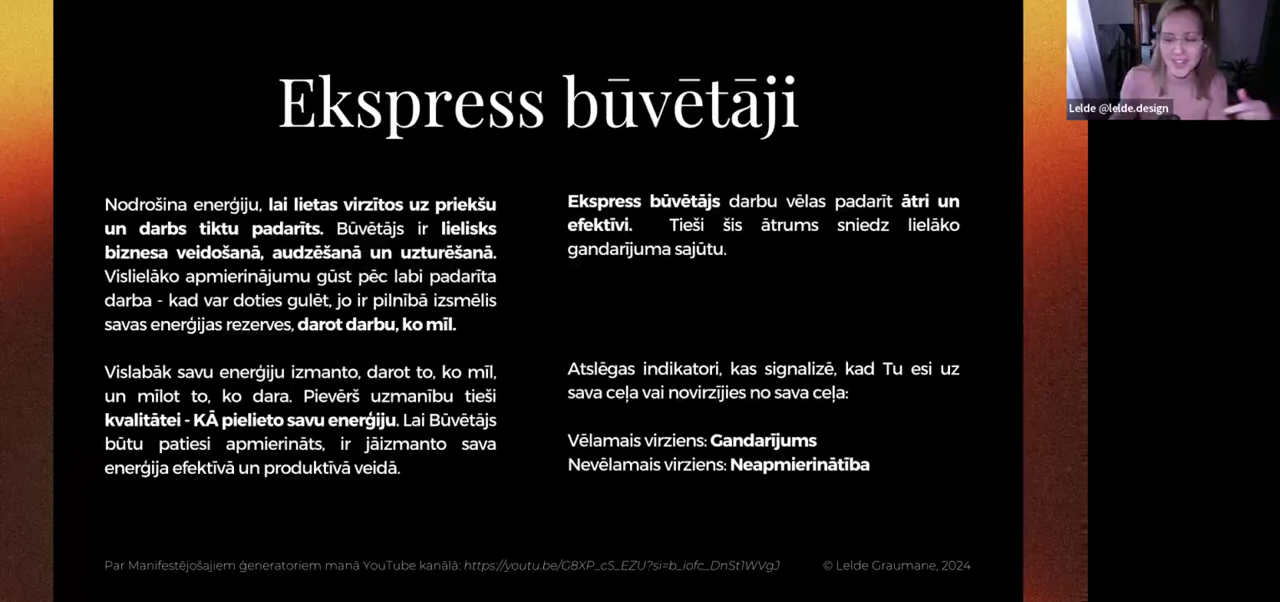 Ekspress būvētāji
Nodrošina enerģiju, lai lietas virzītos uz priekšu
un darbs tiktu padarīts. Būvētājs ir lielisks
biznesa veidošanā, audzēšanā un uzturēšanā.
Vislielāko apmierinājumu gūst pēc labi padarīta
darba - kad var doties gulēt, jo ir pilnībā izsmēlis
savas enerģijas rezerves, darot darbu, ko mīl.
Vislabāk savu enerģiju izmanto, darot to, ko mīl,
un mīlot to, ko dara. Pievērš uzmanību tieši
kvalitātei - KĀ pielieto savu enerģiju. Lai Būvētājs
būtu patiesi apmierināts, ir jāizmanto sava
enerģija efektīvā un produktīvā veidā.
Ekspress būvētājs darbu vēlas padarīt ātri un
efektīvi. Tieši šis ātrums sniedz lielāko
gandarījuma sajūtu.
Atslēgas indikatori, kas signalizē, kad Tu esi uz
sava ceļa vai novirzījies no sava ceļa:
Vēlamais virziens: Gandarījums
Nevēlamais virziens: Neapmierinātība
Par Manifestējošajiem ģeneratoriem manā YouTube kanālā: https://youtu.be/G8XP_cS_EZU?si=b_iofc_DnSt1WVgJ
© Lelde Graumane, 2024
Lelde @lelde.design